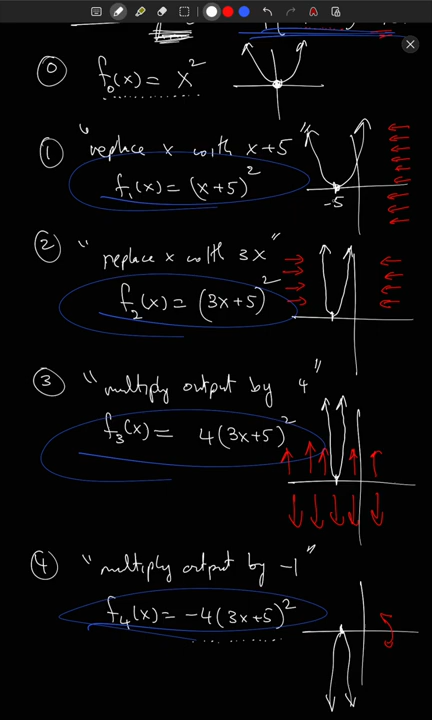 0 f₀(x) = x²
1 "replace x with x+5"
f₁(x) = (x+5)²
-5
2 "replace x with 3x"
f₂(x) = (3x+5)²
3 "multiply output by 4"
f₃(x) = 4(3x+5)²
4 "multiply output by -1"
f₄(x) = -4(3x+5)²